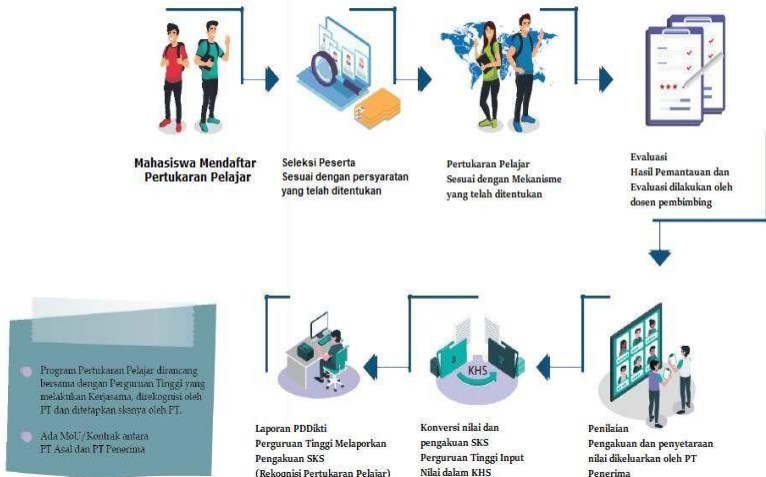 Mahasiswa Mendaftar
Pertukaran Pelajar
Seleksi Peserta
Sesuai dengan persyaratan
yang telah ditentukan
Pertukaran Pelajar
Sesuai dengan Mekanisme
yang telah ditentukan
Evaluasi
Hasil Pemantauan dan
Evaluasi dilakukan oleh
dosen pembimbing
Penilaian
Pengakuan dan penyetaraan
nilai dikeluarkan oleh PT
Penerima
KHS
Konversi nilai dan
pengakuan SKS
Perguruan Tinggi Input
Nilai dalam KHS
Laporan PDDikti
Perguruan Tinggi Melaporkan
Pengakuan SKS
(Rekognisi Pertukaran Pelajar)
Program Pertukaran Pelajar dirancang
bersama dengan Perguruan Tinggi yang
melakukan Kerjasama, direkognisi oleh
PT dan ditetapkan sksnya oleh PT.
Ada MoU/Kontrak antara
PT Asal dan PT Penerima